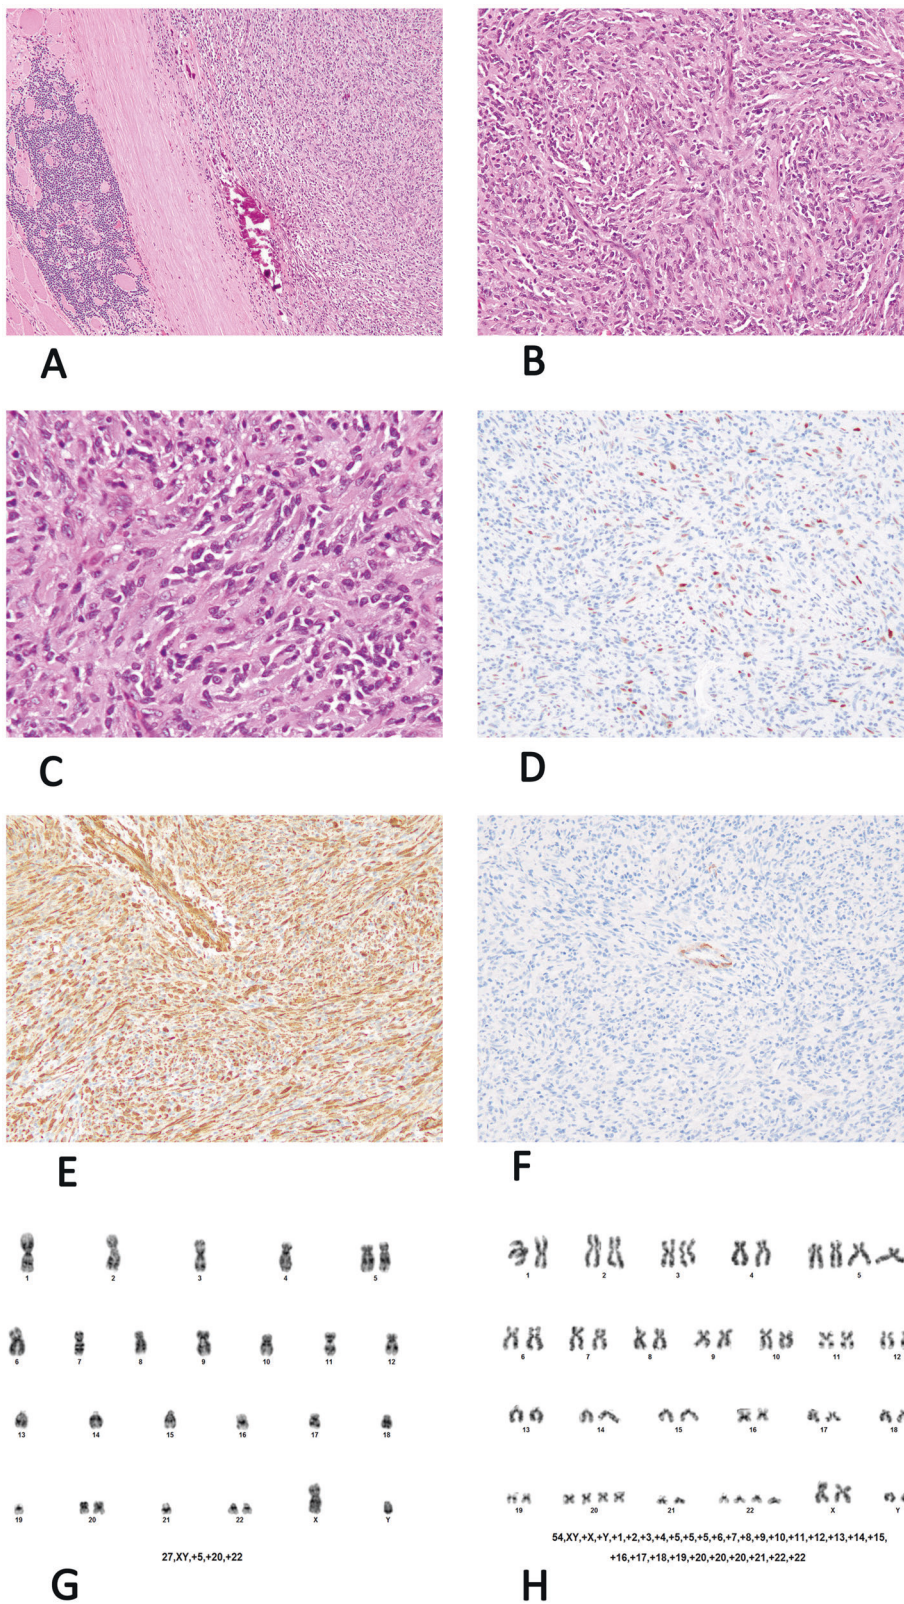 A
B
C
D
E
F
1 2 3 4 5
6 7 8 9 10 11 12
13 14 15 16 17 18
19 20 21 22 X Y
27,XY,+5,+20,+22
G
1 2 3 4 5
6 7 8 9 10 11 12
13 14 15 16 17 18
19 20 21 22 X Y
54,XY,+X,+Y,+1,+2,+3,+4,+5,+5,+5,+6,+7,+8,+9,+10,+11,+12,+13,+14,+15,
+16,+17,+18,+19,+20,+20,+20,+21,+22,+22
H